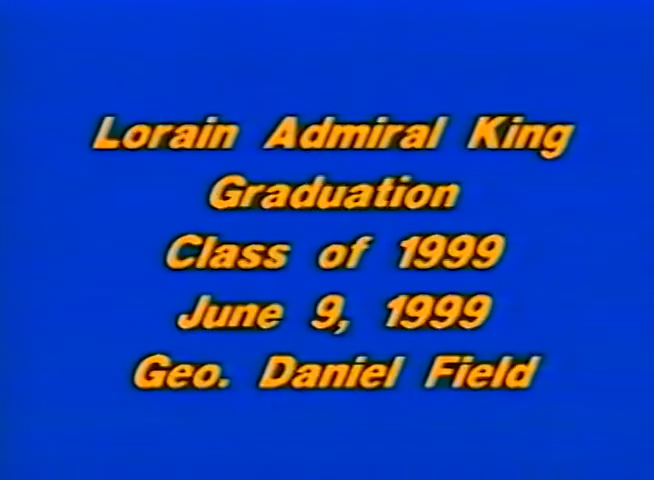 Lorain Admiral King
Graduation
Class of 1999
June 9, 1999
Geo. Daniel Field